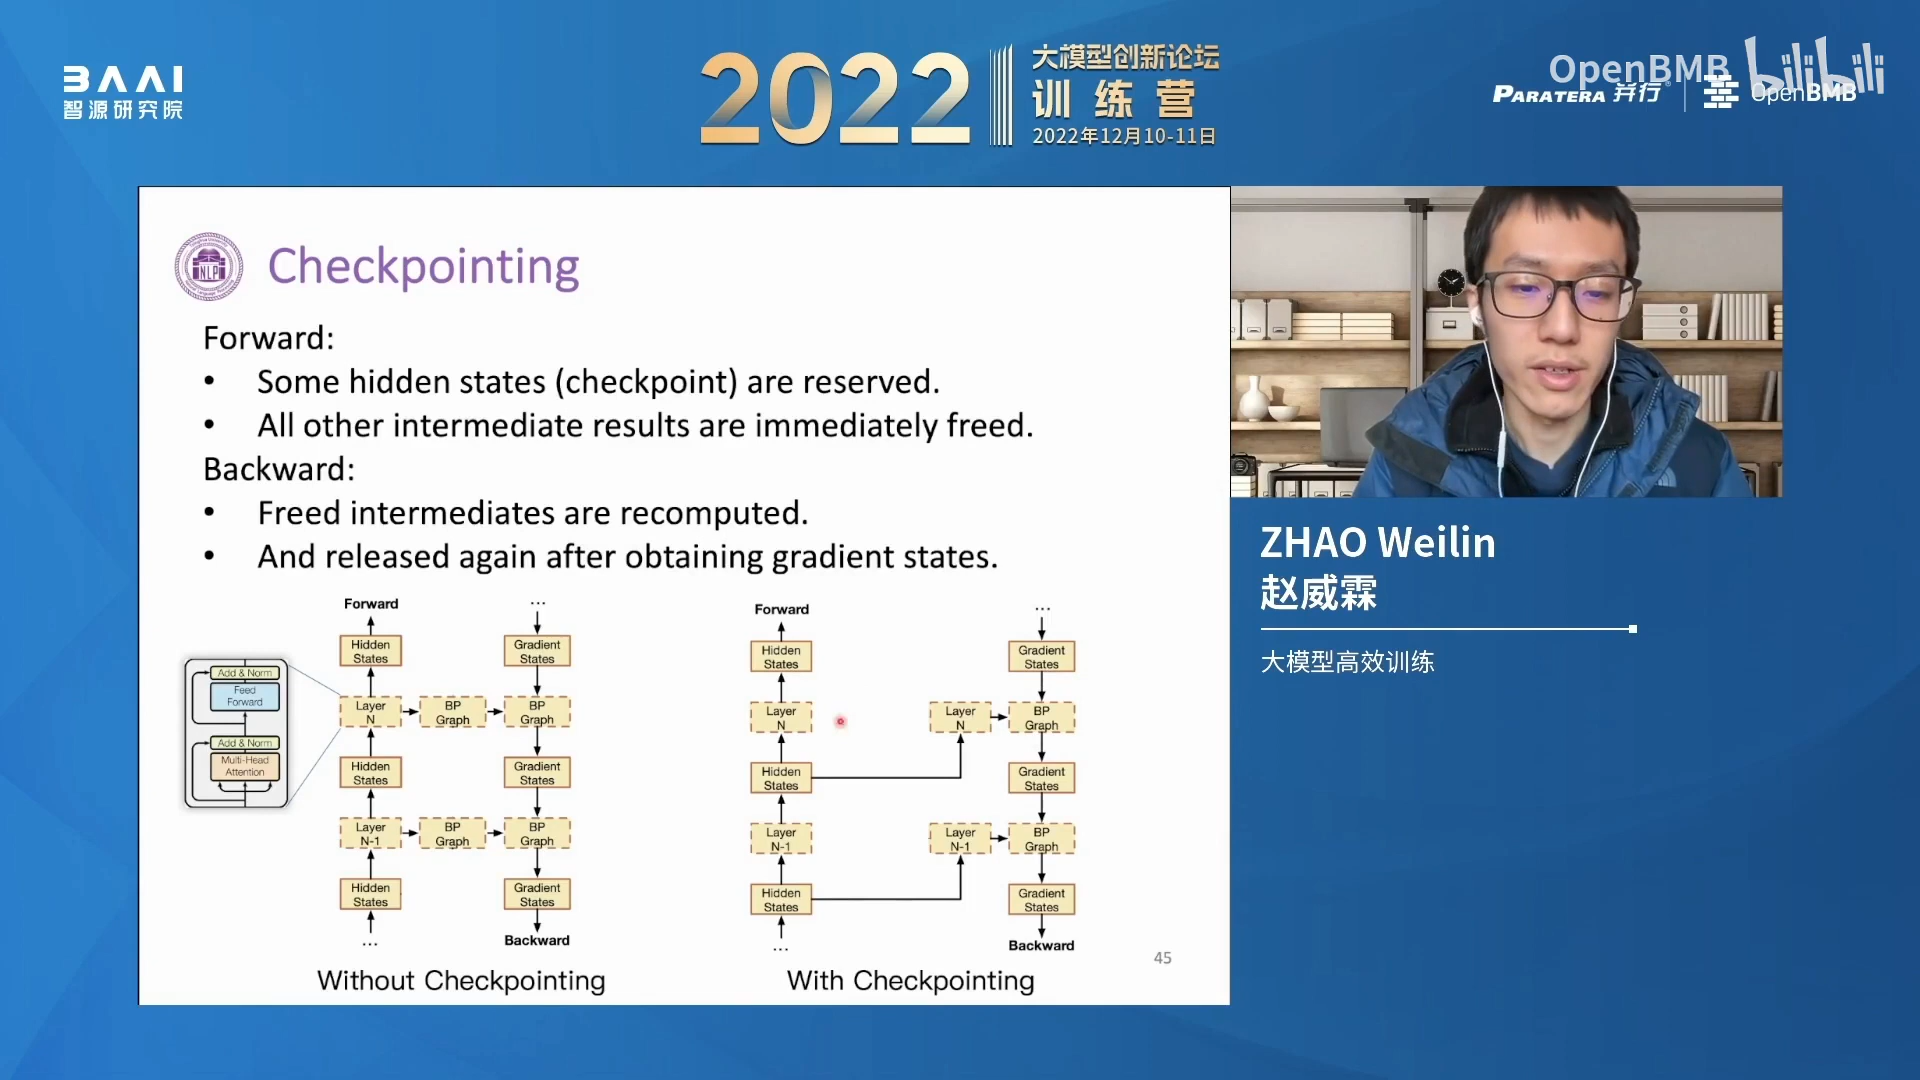 BAAI
智源研究院
2022
大模型创新论坛
训练营
2022年12月10-11日
OpenBMB
bilibili
PARATERA 并行
OpenBMB
NLP
Checkpointing
Forward:
• Some hidden states (checkpoint) are reserved.
• All other intermediate results are immediately freed.
Backward:
• Freed intermediates are recomputed.
• And released again after obtaining gradient states.
Add & Norm
Feed
Forward
Add & Norm
Multi-Head
Attention
Forward
Hidden
States
Layer
N
Hidden
States
Layer
N-1
Hidden
States
...
BP
Graph
BP
Graph
...
Gradient
States
BP
Graph
Gradient
States
BP
Graph
Gradient
States
Backward
Without Checkpointing
Forward
Hidden
States
Layer
N
Hidden
States
Layer
N-1
Hidden
States
...
Layer
N
Layer
N-1
...
Gradient
States
BP
Graph
Gradient
States
BP
Graph
Gradient
States
Backward
With Checkpointing
45
ZHAO Weilin
赵威霖
大模型高效训练